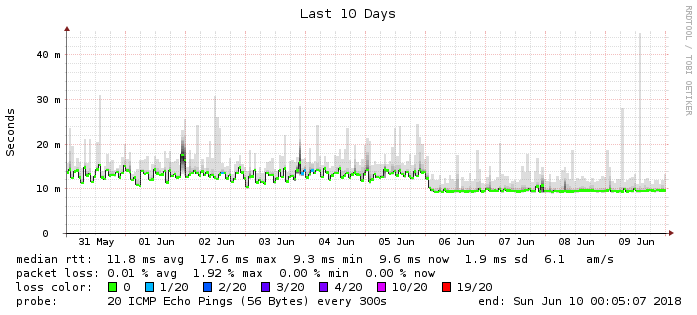 Last 10 Days
RRDTOOL / TOBI OETIKER
Seconds
40 m
30 m
20 m
10 m
0
31 May 01 Jun 02 Jun 03 Jun 04 Jun 05 Jun 06 Jun 07 Jun 08 Jun 09 Jun
median rtt: 11.8 ms avg 17.6 ms max 9.3 ms min 9.6 ms now 1.9 ms sd 6.1 am/s
packet loss: 0.01 % avg 1.92 % max 0.00 % min 0.00 % now
loss color: 0 1/20 2/20 3/20 4/20 10/20 19/20
probe: 20 ICMP Echo Pings (56 Bytes) every 300s end: Sun Jun 10 00:05:07 2018